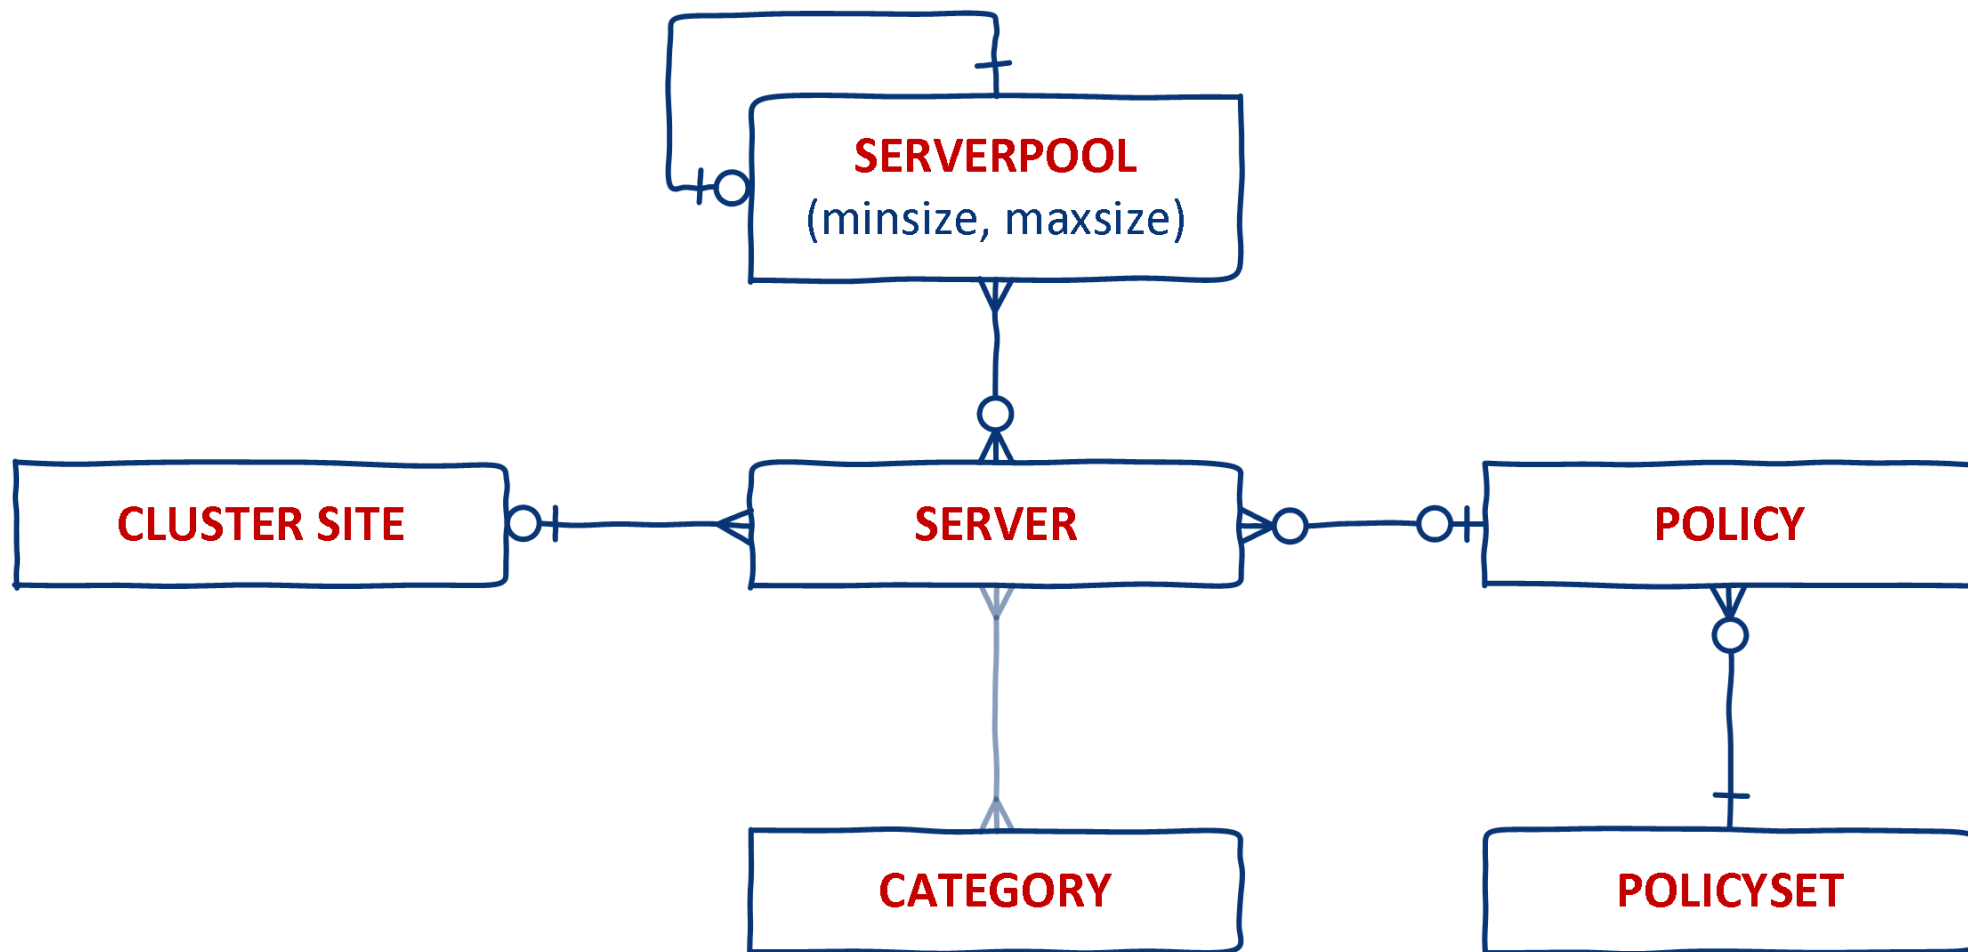 SERVERPOOL
(minsize, maxsize)
CLUSTER SITE
SERVER
POLICY
CATEGORY
POLICYSET